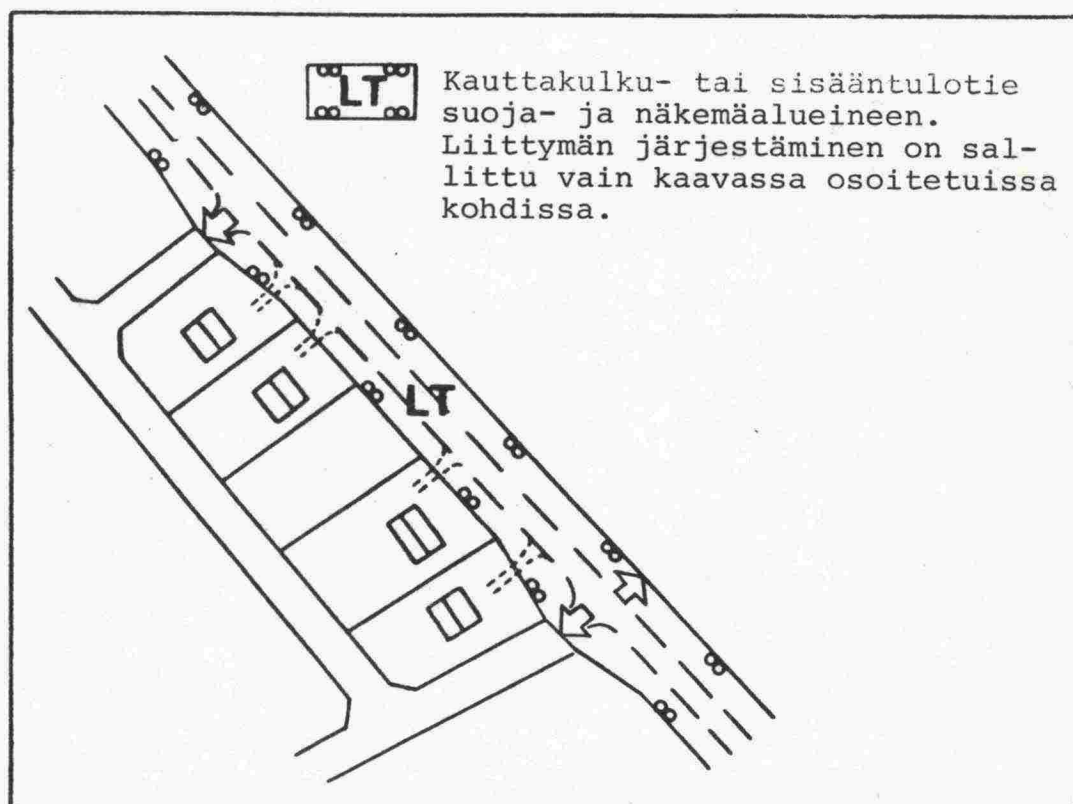 LT
Kauttakulku- tai sisääntulotie
suoja- ja näkemäalueineen.
Liittymän järjestäminen on sal-
littu vain kaavassa osoitetuissa
kohdissa.
LT